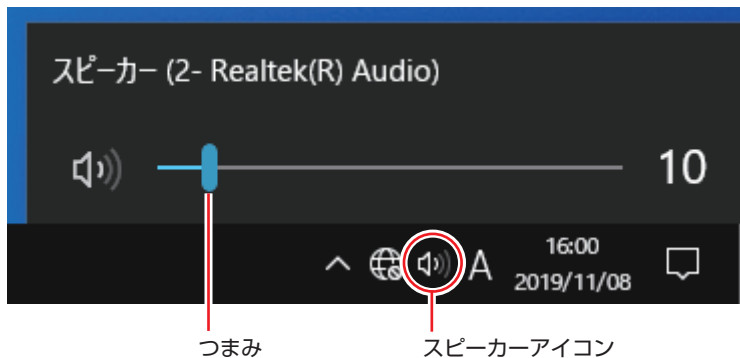 スピーカー (2- Realtek(R) Audio)
10
A
16:00
2019/11/08
つまみ
スピーカーアイコン